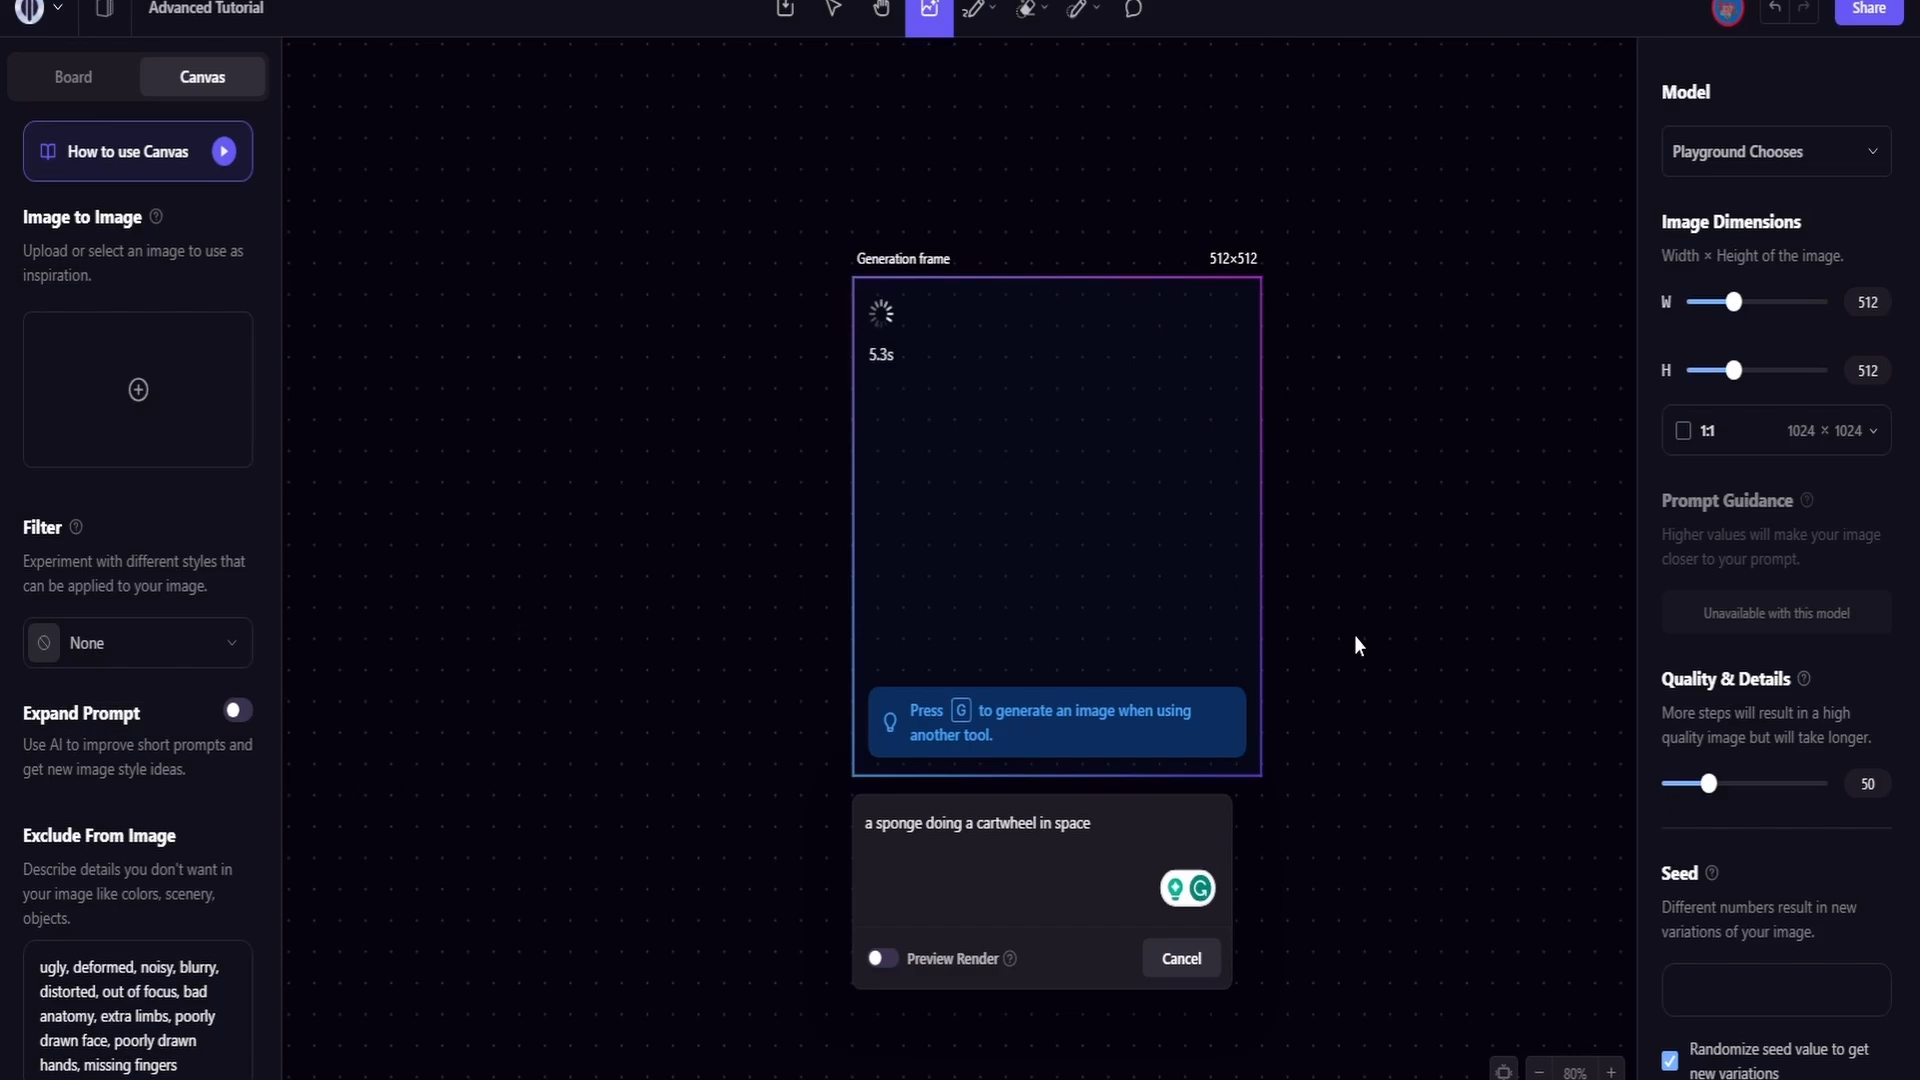 Advanced Tutorial
Share
Board
Canvas
How to use Canvas
Image to Image
Upload or select an image to use as
inspiration.
Filter
Experiment with different styles that
can be applied to your image.
None
Expand Prompt
Use AI to improve short prompts and
get new image style ideas.
Exclude From Image
Describe details you don't want in
your image like colors, scenery,
objects.
ugly, deformed, noisy, blurry,
distorted, out of focus, bad
anatomy, extra limbs, poorly
drawn face, poorly drawn
hands, missing fingers
Generation frame
512×512
5.3s
Press G to generate an image when using
another tool.
a sponge doing a cartwheel in space
Preview Render
Cancel
80%
Model
Playground Chooses
Image Dimensions
Width × Height of the image.
W
512
H
512
1:1
1024 × 1024
Prompt Guidance
Higher values will make your image
closer to your prompt.
Unavailable with this model
Quality & Details
More steps will result in a high
quality image but will take longer.
50
Seed
Different numbers result in new
variations of your image.
Randomize seed value to get
new variations